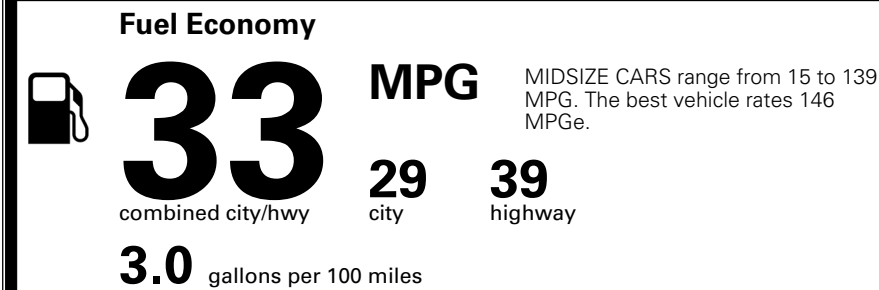 Fuel Economy
33
MPG
MIDSIZE CARS range from 15 to 139
MPG. The best vehicle rates 146
MPGe.
29 39
combined city/hwy city highway
3.0 gallons per 100 miles